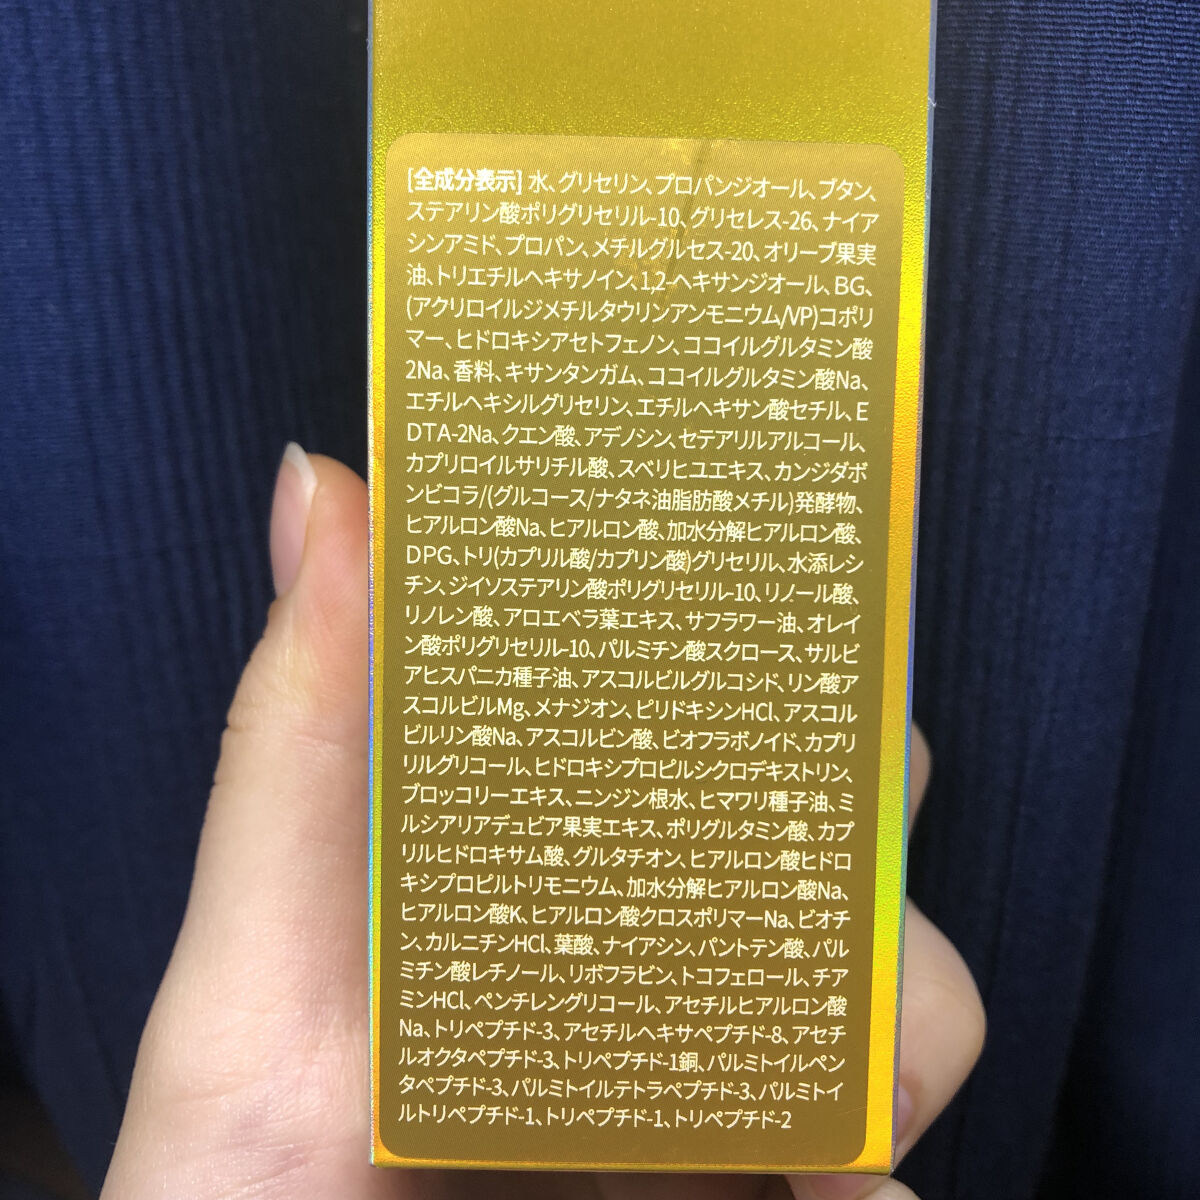 [全成分表示] 水、グリセリン、プロパンジオール、ブタン、
ステアリン酸ポリグリセリル-10、グリセレス-26、ナイア
シンアミド、プロパン、メチルグルセス-20、オリーブ果実
油、トリエチルヘキサノイン、1,2-ヘキサンジオール、BG、
(アクリロイルジメチルタウリンアンモニウム/VP)コポリ
マー、ヒドロキシアセトフェノン、ココイルグルタミン酸
2Na、香料、キサンタンガム、ココイルグルタミン酸Na、
エチルヘキシルグリセリン、エチルヘキサン酸セチル、E
DTA-2Na、クエン酸、アデノシン、セテアリルアルコール、
カプリロイルサリチル酸、スベリヒユエキス、カンジダボ
ンビコラ/(グルコース/ナタネ油脂肪酸メチル)発酵物、
ヒアルロン酸Na、ヒアルロン酸、加水分解ヒアルロン酸、
DPG、トリ(カプリル酸/カプリン酸)グリセリル、水添レシ
チン、ジイソステアリン酸ポリグリセリル-10、リノール酸、
リノレン酸、アロエベラ葉エキス、サフラワー油、オレイ
ン酸ポリグリセリル-10、パルミチン酸スクロース、サルビ
アヒスパニカ種子油、アスコルビルグルコシド、リン酸ア
スコルビルMg、メナジオン、ピリドキシンHCl、アスコル
ビルリン酸Na、アスコルビン酸、ビオフラボノイド、カプリ
リルグリコール、ヒドロキシプロピルシクロデキストリン、
ブロッコリーエキス、ニンジン根水、ヒマワリ種子油、ミ
ルシアリアデュビア果実エキス、ポリグルタミン酸、カプ
リルヒドロキサム酸、グルタチオン、ヒアルロン酸ヒドロ
キシプロピルトリモニウム、加水分解ヒアルロン酸Na、
ヒアルロン酸K、ヒアルロン酸クロスポリマーNa、ビオチ
ン、カルニチンHCl、葉酸、ナイアシン、パントテン酸、パル
ミチン酸レチノール、リボフラビン、トコフェロール、チア
ミンHCl、ペンチレングリコール、アセチルヒアルロン酸
Na、トリペプチド-3、アセチルヘキサペプチド-8、アセチ
ルオクタペプチド-3、トリペプチド-1銅、パルミトイルペン
タペプチド-3、パルミトイルテトラペプチド-3、パルミトイ
ルトリペプチド-1、トリペプチド-1、トリペプチド-2